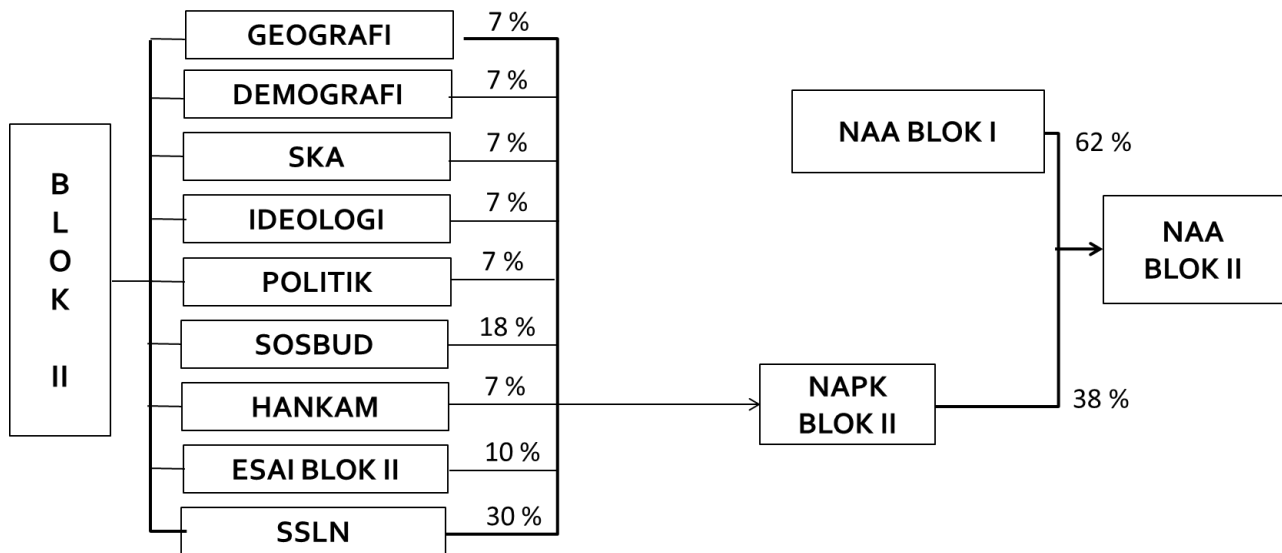 B
L
O
K
II
GEOGRAFI
7 %
DEMOGRAFI
7 %
SKA
7 %
IDEOLOGI
7 %
POLITIK
7 %
SOSBUD
18 %
HANKAM
7 %
ESAI BLOK II
10 %
SSLN
30 %
NAA BLOK I
62 %
NAPK
BLOK II
38 %
NAA
BLOK II